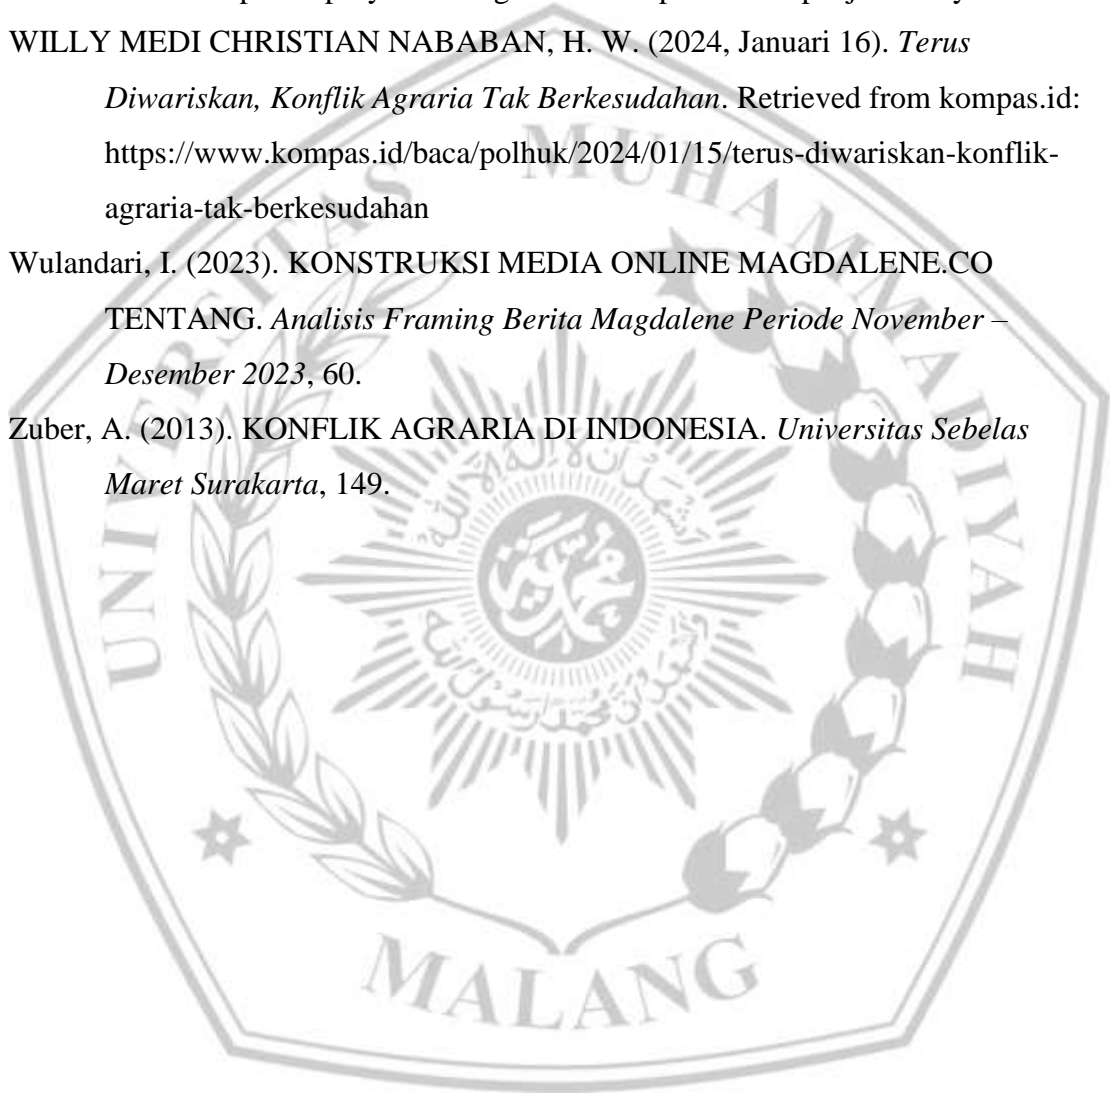 WILLY MEDI CHRISTIAN NABABAN, H. W. (2024, Januari 16). Terus
Diwariskan, Konflik Agraria Tak Berkesudahan. Retrieved from kompas.id:
https://www.kompas.id/baca/polhuk/2024/01/15/terus-diwariskan-konflik-
agraria-tak-berkesudahan
Wulandari, I. (2023). KONSTRUKSI MEDIA ONLINE MAGDALENE.CO
TENTANG. Analisis Framing Berita Magdalene Periode November –
Desember 2023, 60.
Zuber, A. (2013). KONFLIK AGRARIA DI INDONESIA. Universitas Sebelas
Maret Surakarta, 149.
UNIVERSITAS MUHAMMADIYAH
MALANG